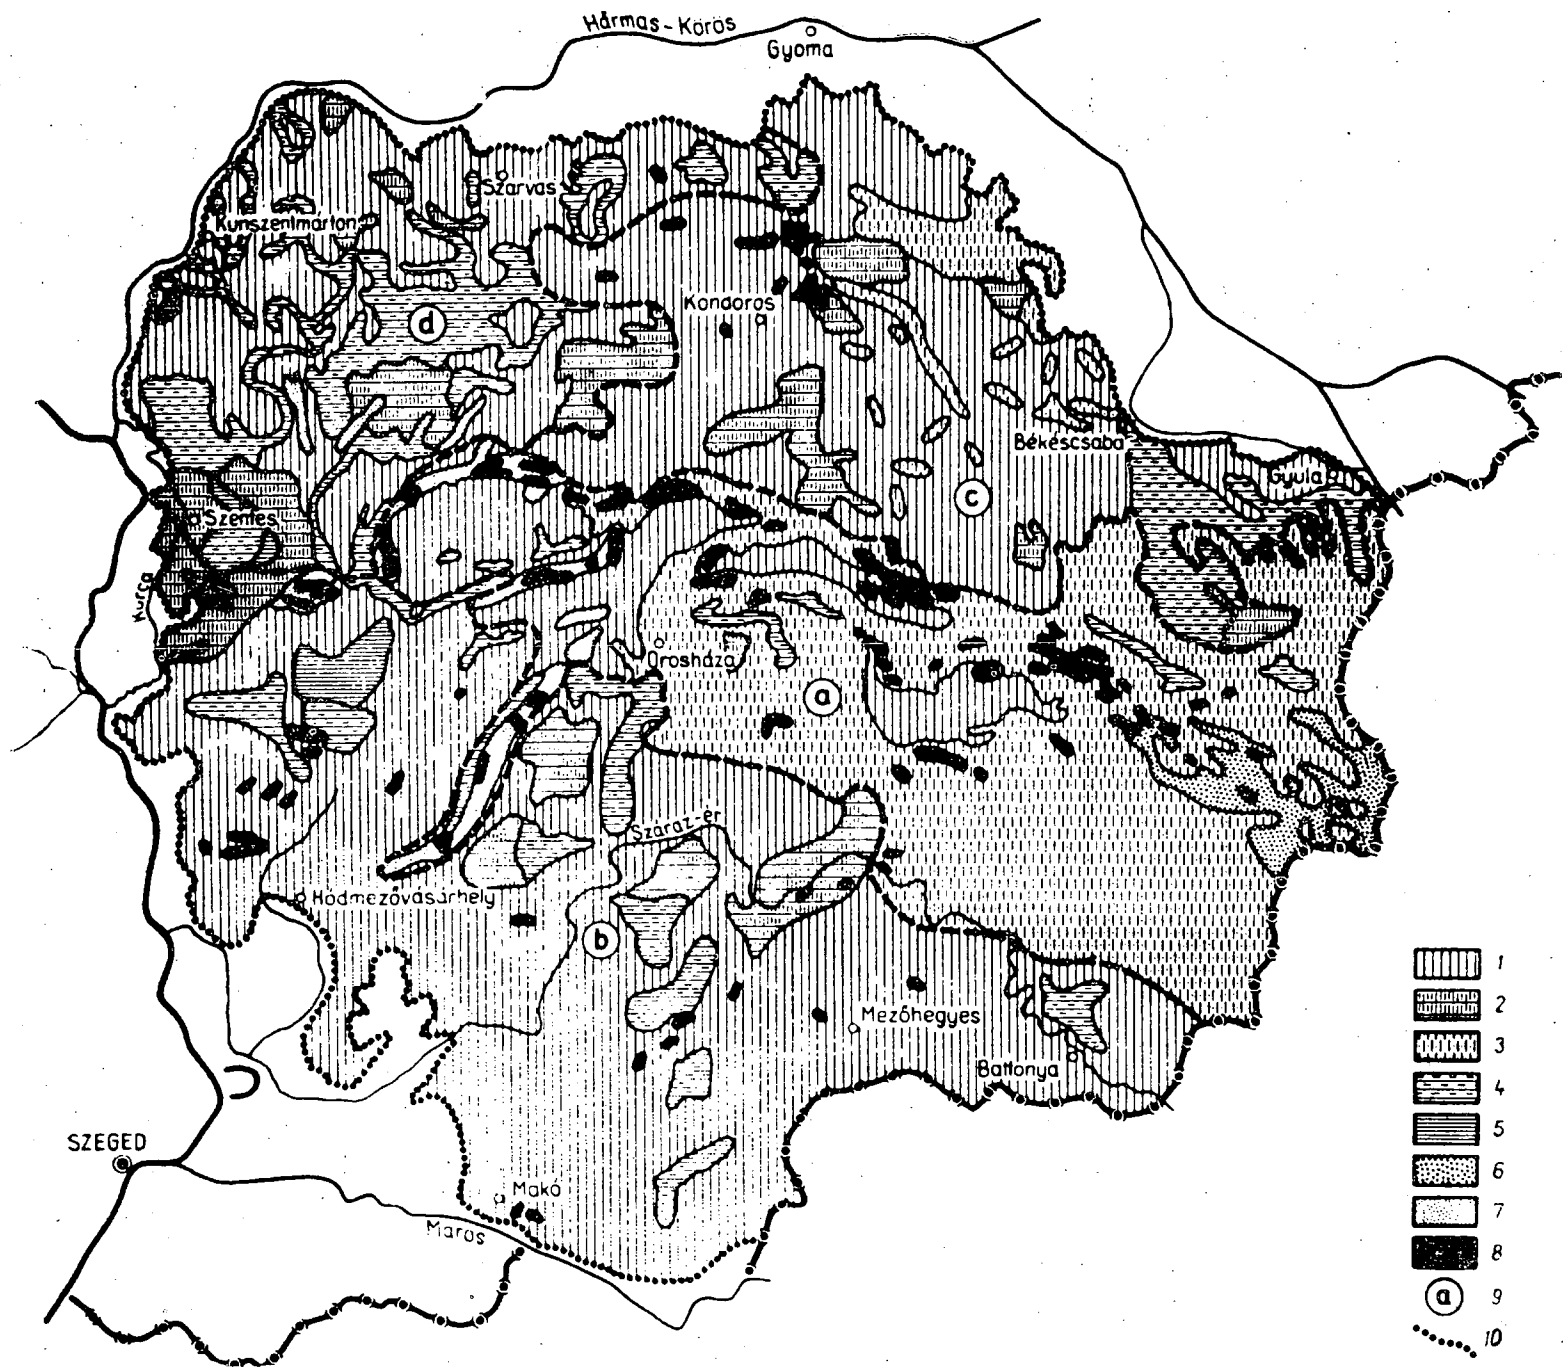 Hármas-Körös
Gyoma
Szarvas
Kunszentmárton
Kondoros
d
Békéscsaba
Gyula
c
Szentes
Kurca
Orosháza
a
Száraz-ér
Hódmezővásárhely
b
Mezőhegyes
Battonya
SZEGED
Makó
Maros
1
2
3
4
5
6
7
8
a 9
10